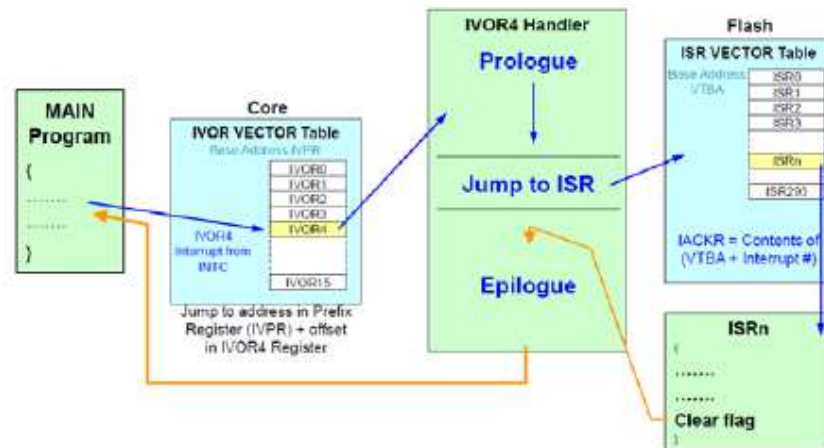 MAIN
Program
{
.......
.......
}
Core
IVOR VECTOR Table
Base Address IVPR
IVOR0
IVOR1
IVOR2
IVOR3
IVOR4
IVOR4
Interrupt from
INTC
IVOR15
Jump to address in Prefix
Register (IVPR) + offset
in IVOR4 Register
IVOR4 Handler
Prologue
Jump to ISR
Epilogue
Flash
ISR VECTOR Table
Base Address
VTBA
ISR0
ISR1
ISR2
ISR3
ISRn
ISR293
IACKR = Contents of
(VTBA + Interrupt #)
ISRn
{
.......
.......
Clear flag
}